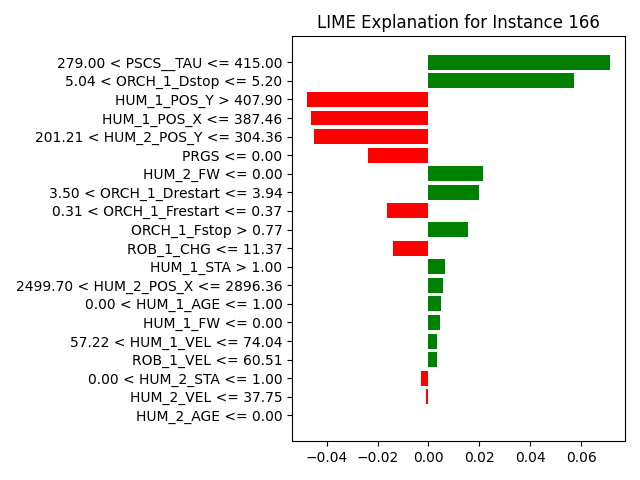 LIME Explanation for Instance 166
279.00 < PSCS__TAU <= 415.00
5.04 < ORCH_1_Dstop <= 5.20
HUM_1_POS_Y > 407.90
HUM_1_POS_X <= 387.46
201.21 < HUM_2_POS_Y <= 304.36
PRGS <= 0.00
HUM_2_FW <= 0.00
3.50 < ORCH_1_Drestart <= 3.94
0.31 < ORCH_1_Frestart <= 0.37
ORCH_1_Fstop > 0.77
ROB_1_CHG <= 11.37
HUM_1_STA > 1.00
2499.70 < HUM_2_POS_X <= 2896.36
0.00 < HUM_1_AGE <= 1.00
HUM_1_FW <= 0.00
57.22 < HUM_1_VEL <= 74.04
ROB_1_VEL <= 60.51
0.00 < HUM_2_STA <= 1.00
HUM_2_VEL <= 37.75
HUM_2_AGE <= 0.00
−0.04 −0.02 0.00 0.02 0.04 0.06